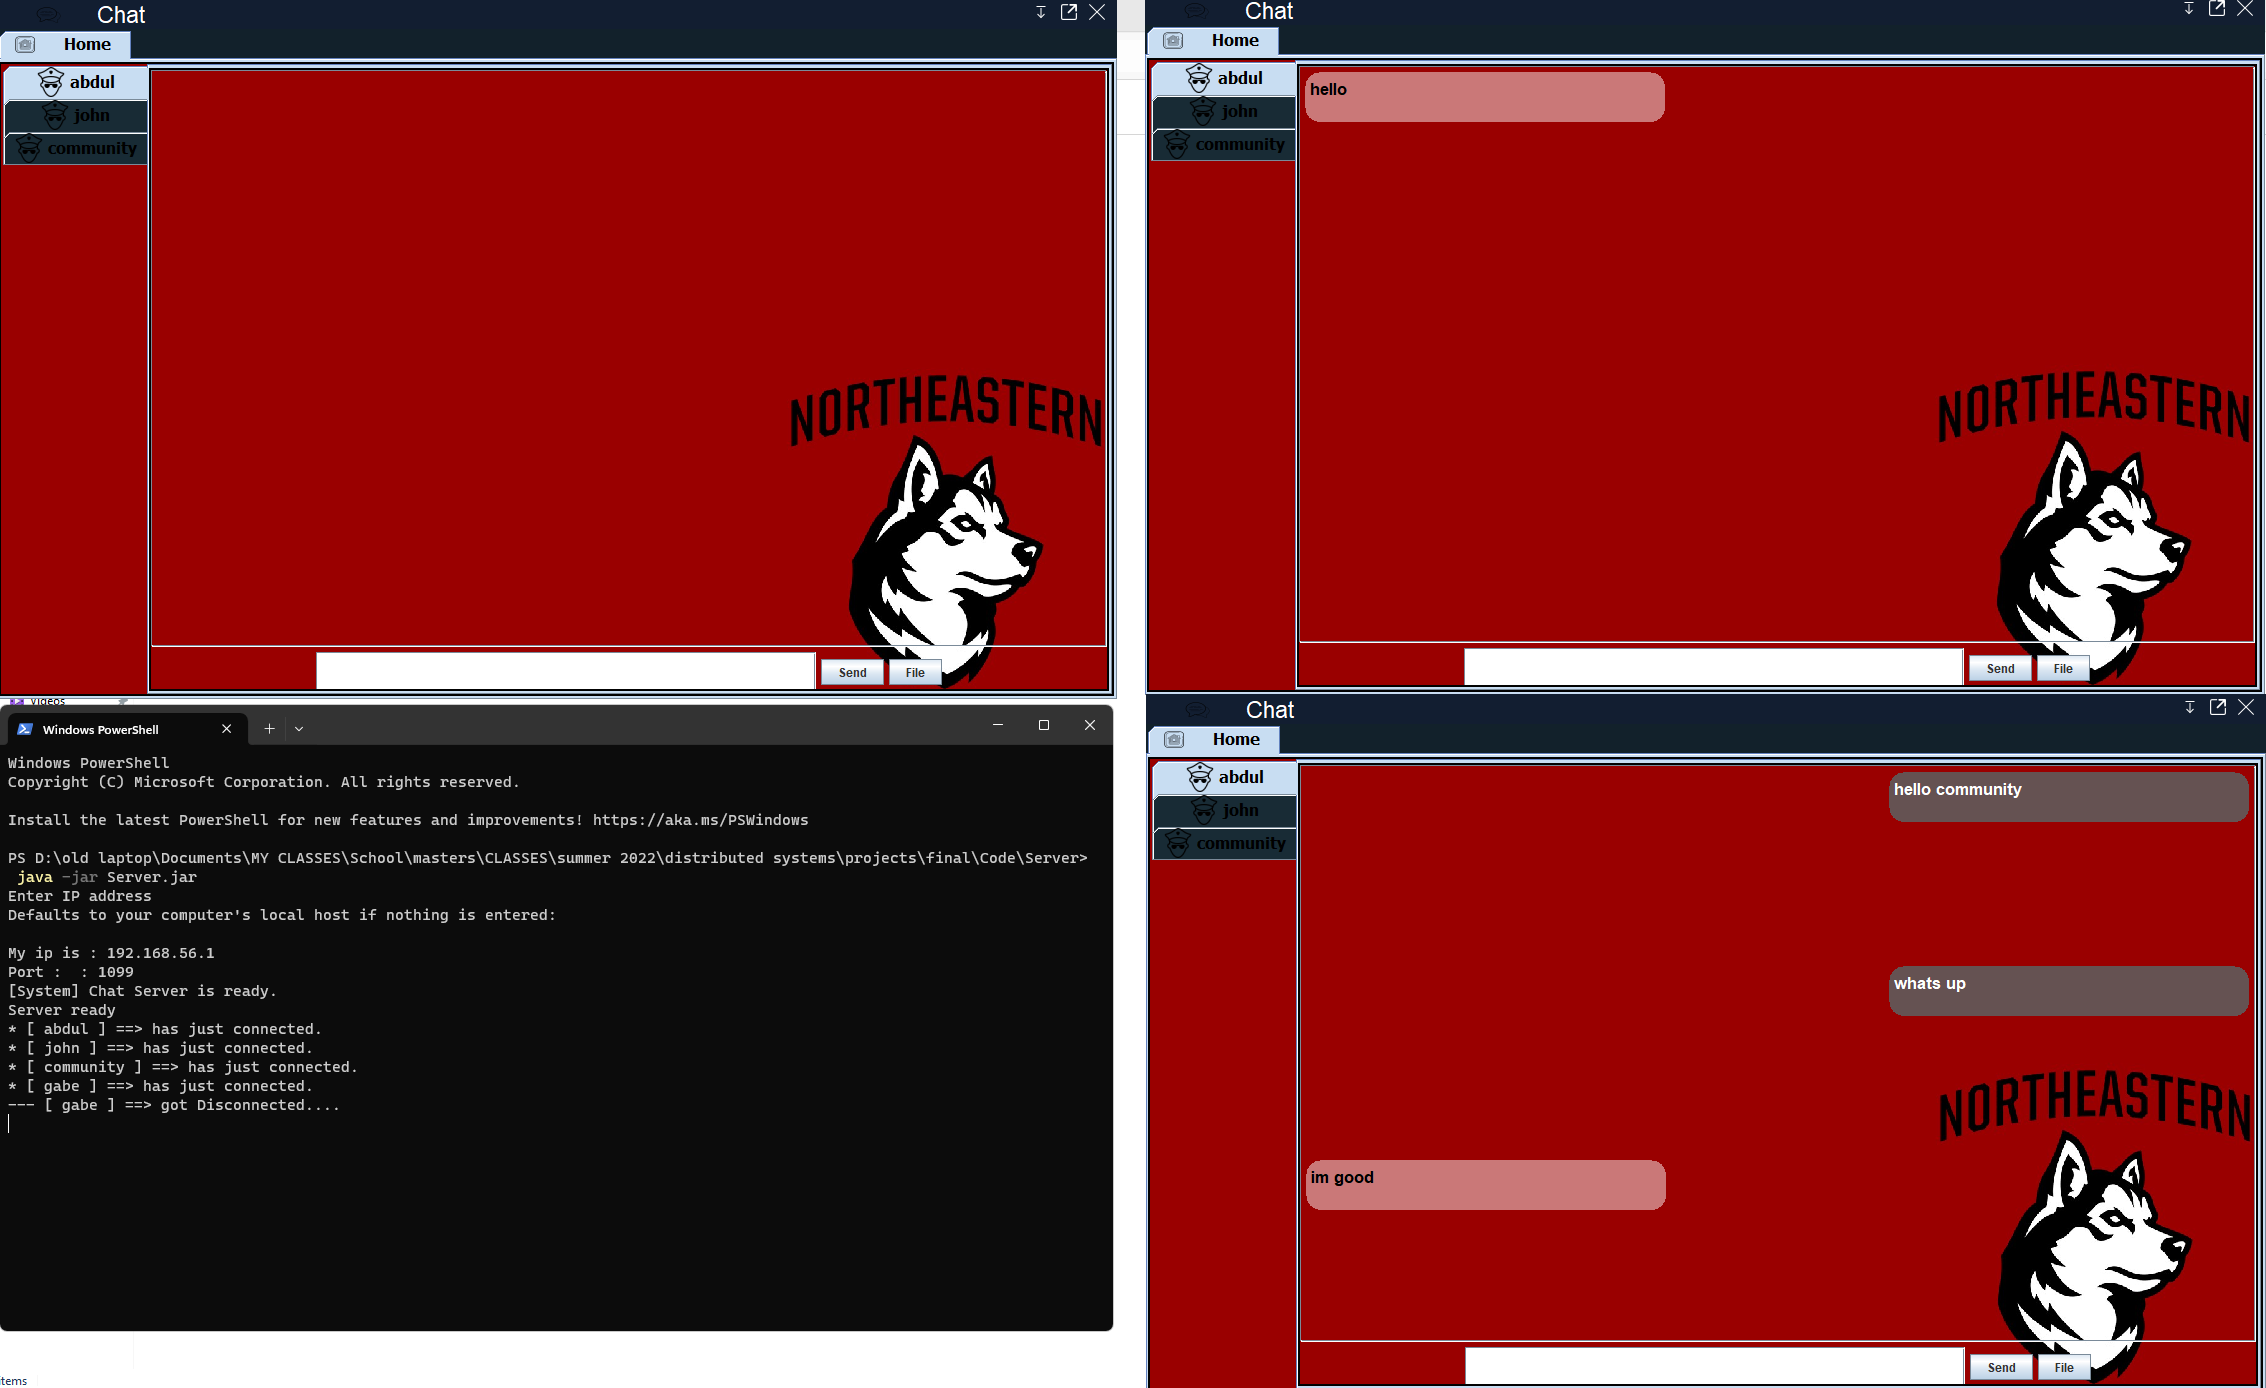 Chat
Home
abdul
john
community
NORTHEASTERN
Send
File
Chat
Home
abdul
john
community
hello
NORTHEASTERN
Send
File
Videos
Windows PowerShell
Windows PowerShell
Copyright (C) Microsoft Corporation. All rights reserved.
Install the latest PowerShell for new features and improvements! https://aka.ms/PSWindows
PS D:\old laptop\Documents\MY CLASSES\School\masters\CLASSES\summer 2022\distributed systems\projects\final\Code\Server>
java -jar Server.jar
Enter IP address
Defaults to your computer's local host if nothing is entered:
My ip is : 192.168.56.1
Port :  : 1099
[System] Chat Server is ready.
Server ready
* [ abdul ] ==> has just connected.
* [ john ] ==> has just connected.
* [ community ] ==> has just connected.
* [ gabe ] ==> has just connected.
--- [ gabe ] ==> got Disconnected....
items
Chat
Home
abdul
john
community
hello community
whats up
im good
NORTHEASTERN
Send
File